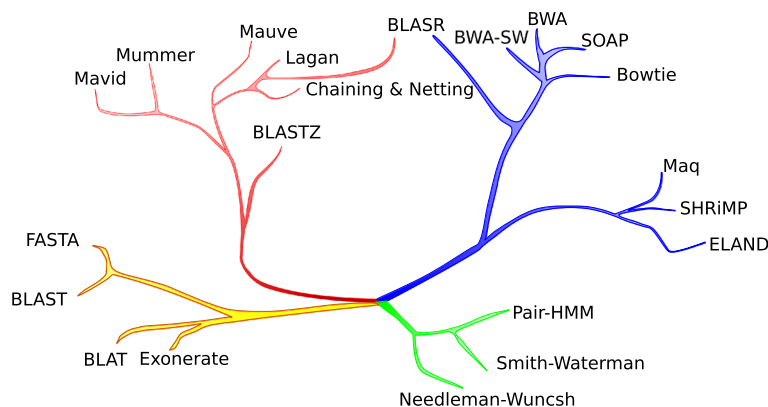 BWA
BLASR
Mauve
BWA-SW
SOAP
Mummer
Lagan
Mavid
Bowtie
Chaining & Netting
BLASTZ
Maq
SHRiMP
FASTA
ELAND
BLAST
Pair-HMM
BLAT
Exonerate
Smith-Waterman
Needleman-Wuncsh